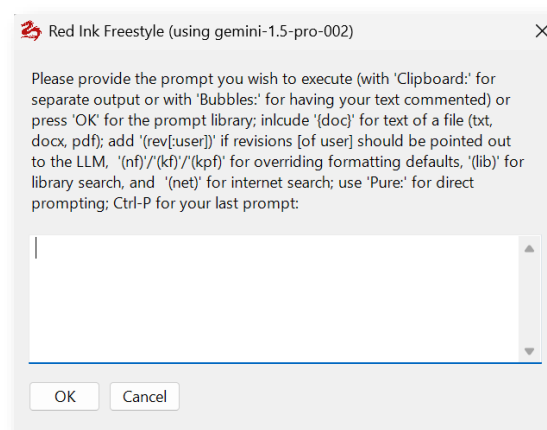 Red Ink Freestyle (using gemini-1.5-pro-002)
Please provide the prompt you wish to execute (with 'Clipboard:' for
separate output or with 'Bubbles:' for having your text commented) or
press 'OK' for the prompt library; inlcude '{doc}' for text of a file (txt,
docx, pdf); add '(rev[:user])' if revisions [of user] should be pointed out
to the LLM,  '(nf)'/'(kf)'/'(kpf)' for overriding formatting defaults, '(lib)' for
library search, and  '(net)' for internet search; use 'Pure:' for direct
prompting; Ctrl-P for your last prompt:
OK Cancel